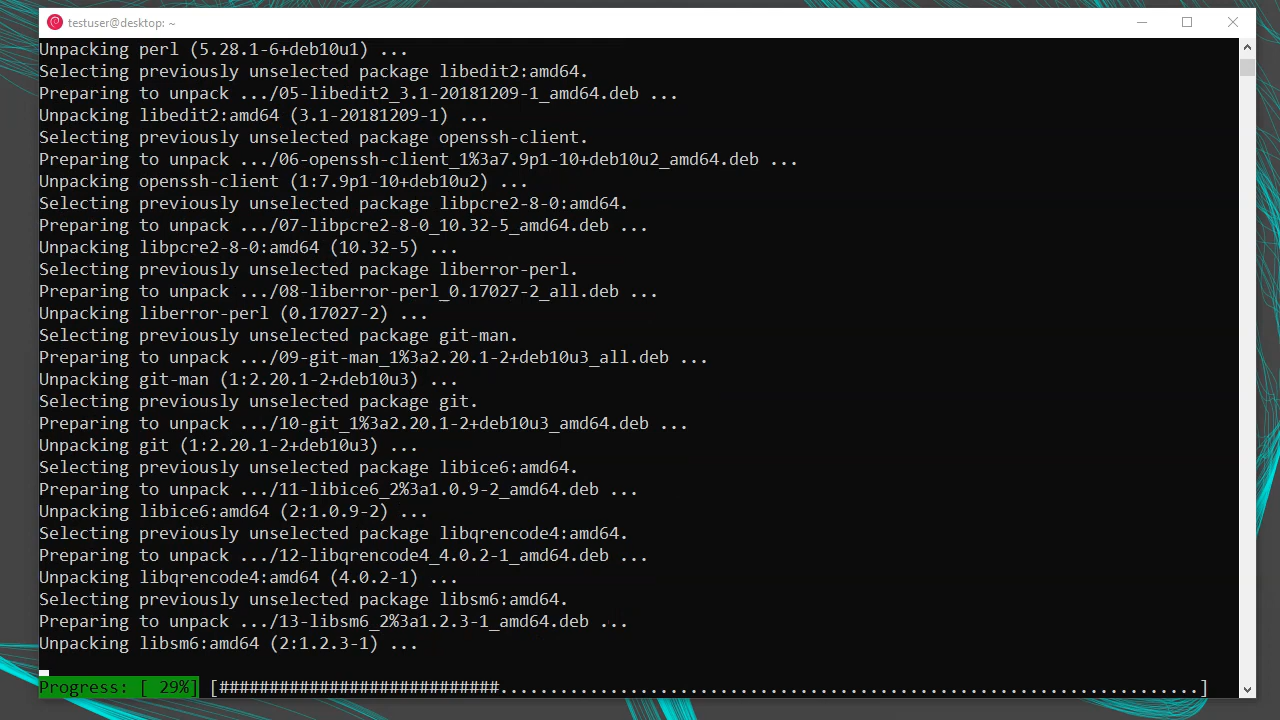 testuser@desktop: ~
Unpacking perl (5.28.1-6+deb10u1) ...
Selecting previously unselected package libedit2:amd64.
Preparing to unpack .../05-libedit2_3.1-20181209-1_amd64.deb ...
Unpacking libedit2:amd64 (3.1-20181209-1) ...
Selecting previously unselected package openssh-client.
Preparing to unpack .../06-openssh-client_1%3a7.9p1-10+deb10u2_amd64.deb ...
Unpacking openssh-client (1:7.9p1-10+deb10u2) ...
Selecting previously unselected package libpcre2-8-0:amd64.
Preparing to unpack .../07-libpcre2-8-0_10.32-5_amd64.deb ...
Unpacking libpcre2-8-0:amd64 (10.32-5) ...
Selecting previously unselected package liberror-perl.
Preparing to unpack .../08-liberror-perl_0.17027-2_all.deb ...
Unpacking liberror-perl (0.17027-2) ...
Selecting previously unselected package git-man.
Preparing to unpack .../09-git-man_1%3a2.20.1-2+deb10u3_all.deb ...
Unpacking git-man (1:2.20.1-2+deb10u3) ...
Selecting previously unselected package git.
Preparing to unpack .../10-git_1%3a2.20.1-2+deb10u3_amd64.deb ...
Unpacking git (1:2.20.1-2+deb10u3) ...
Selecting previously unselected package libice6:amd64.
Preparing to unpack .../11-libice6_2%3a1.0.9-2_amd64.deb ...
Unpacking libice6:amd64 (2:1.0.9-2) ...
Selecting previously unselected package libqrencode4:amd64.
Preparing to unpack .../12-libqrencode4_4.0.2-1_amd64.deb ...
Unpacking libqrencode4:amd64 (4.0.2-1) ...
Selecting previously unselected package libsm6:amd64.
Preparing to unpack .../13-libsm6_2%3a1.2.3-1_amd64.deb ...
Unpacking libsm6:amd64 (2:1.2.3-1) ...
Progress: [ 29%] [############################......................................................................]